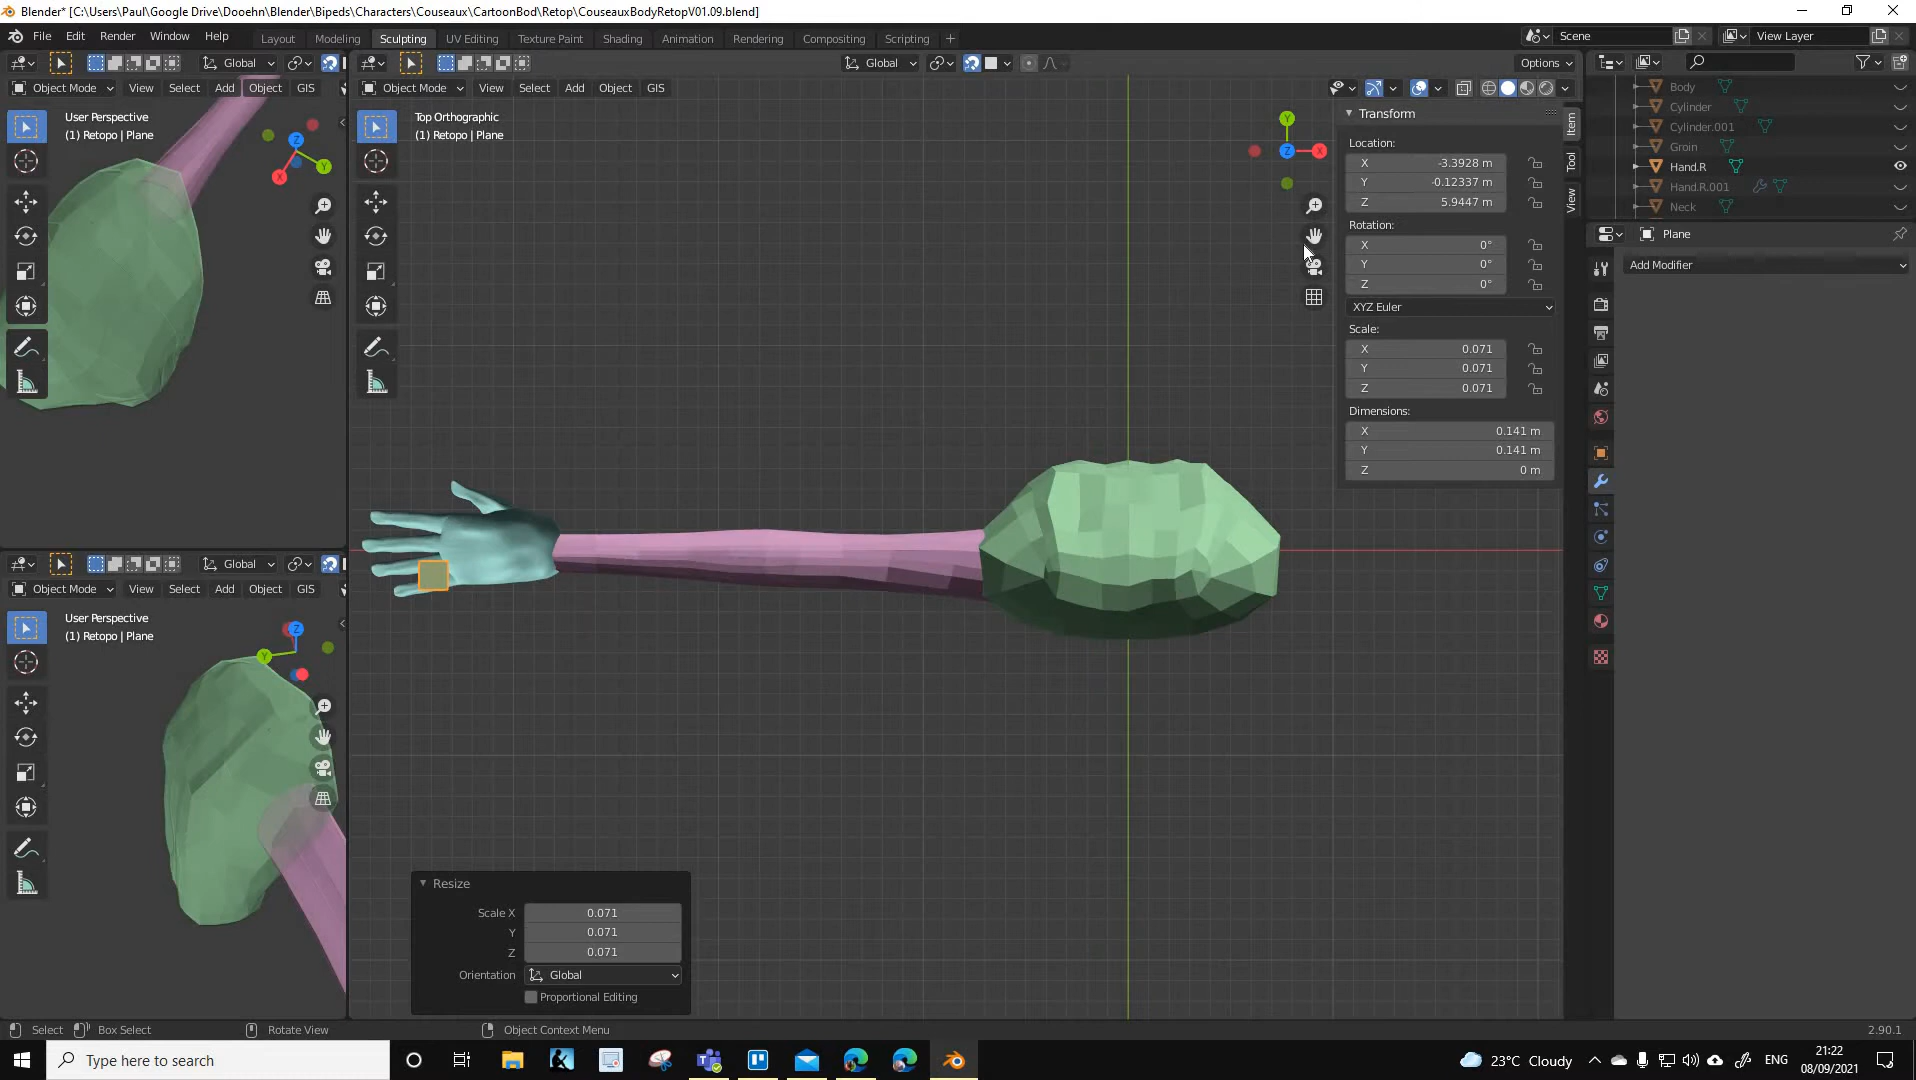 Blender* [C:\Users\Paul\Google Drive\Dooehn\Blender\Bipeds\Characters\Couseaux\CartoonBod\Retop\CouseauxBodyRetopV01.09.blend]
File Edit Render Window Help Layout Modeling Sculpting UV Editing Texture Paint Shading Animation Rendering Compositing Scripting + Scene View Layer
Global Global Options
Object Mode View Select Add Object GIS Object Mode View Select Add Object GIS
User Perspective
(1) Retopo | Plane
Top Orthographic
(1) Retopo | Plane
Z
Y
X
Y
Z
X
Transform
Location:
X -3.3928 m
Y -0.12337 m
Z 5.9447 m
Rotation:
X 0°
Y 0°
Z 0°
XYZ Euler
Scale:
X 0.071
Y 0.071
Z 0.071
Dimensions:
X 0.141 m
Y 0.141 m
Z 0 m
Item
Tool
View
Body
Cylinder
Cylinder.001
Groin
Hand.R
Hand.R.001
Neck
Plane
Add Modifier
Global
Object Mode View Select Add Object GIS
User Perspective
(1) Retopo | Plane
Z
Y
Resize
Scale X 0.071
Y 0.071
Z 0.071
Orientation Global
Proportional Editing
Select Box Select Rotate View Object Context Menu 2.90.1
Type here to search
23°C Cloudy ENG
21:22
08/09/2021